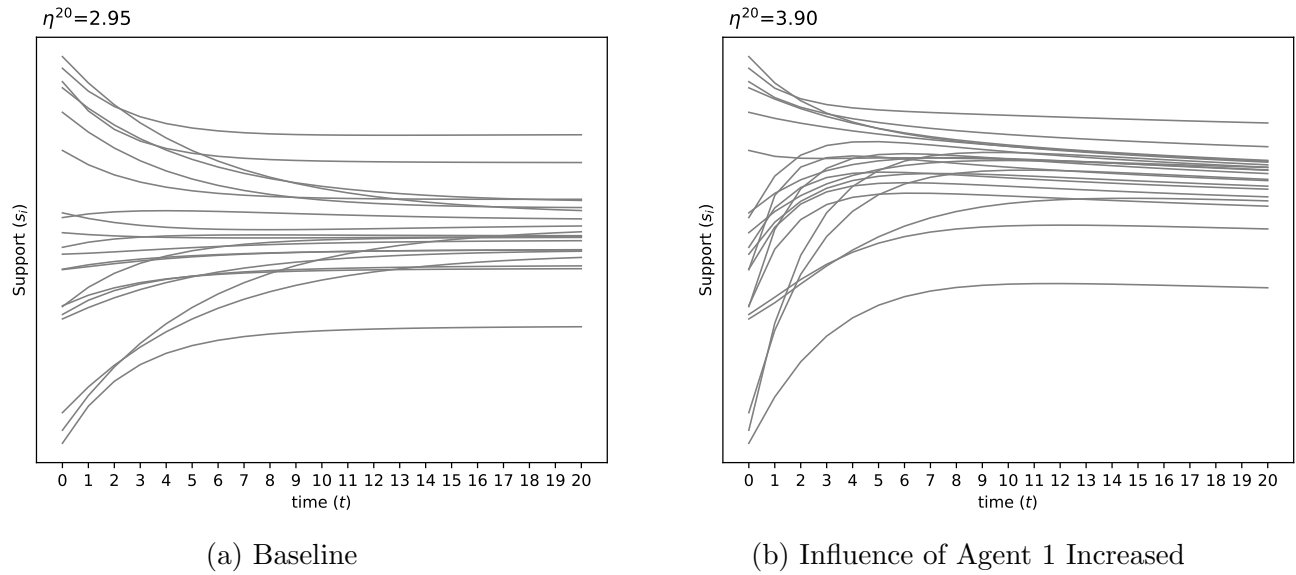 η²⁰=2.95
Support (sᵢ)
0 1 2 3 4 5 6 7 8 9 10 11 12 13 14 15 16 17 18 19 20
time (t)
(a) Baseline
η²⁰=3.90
Support (sᵢ)
0 1 2 3 4 5 6 7 8 9 10 11 12 13 14 15 16 17 18 19 20
time (t)
(b) Influence of Agent 1 Increased